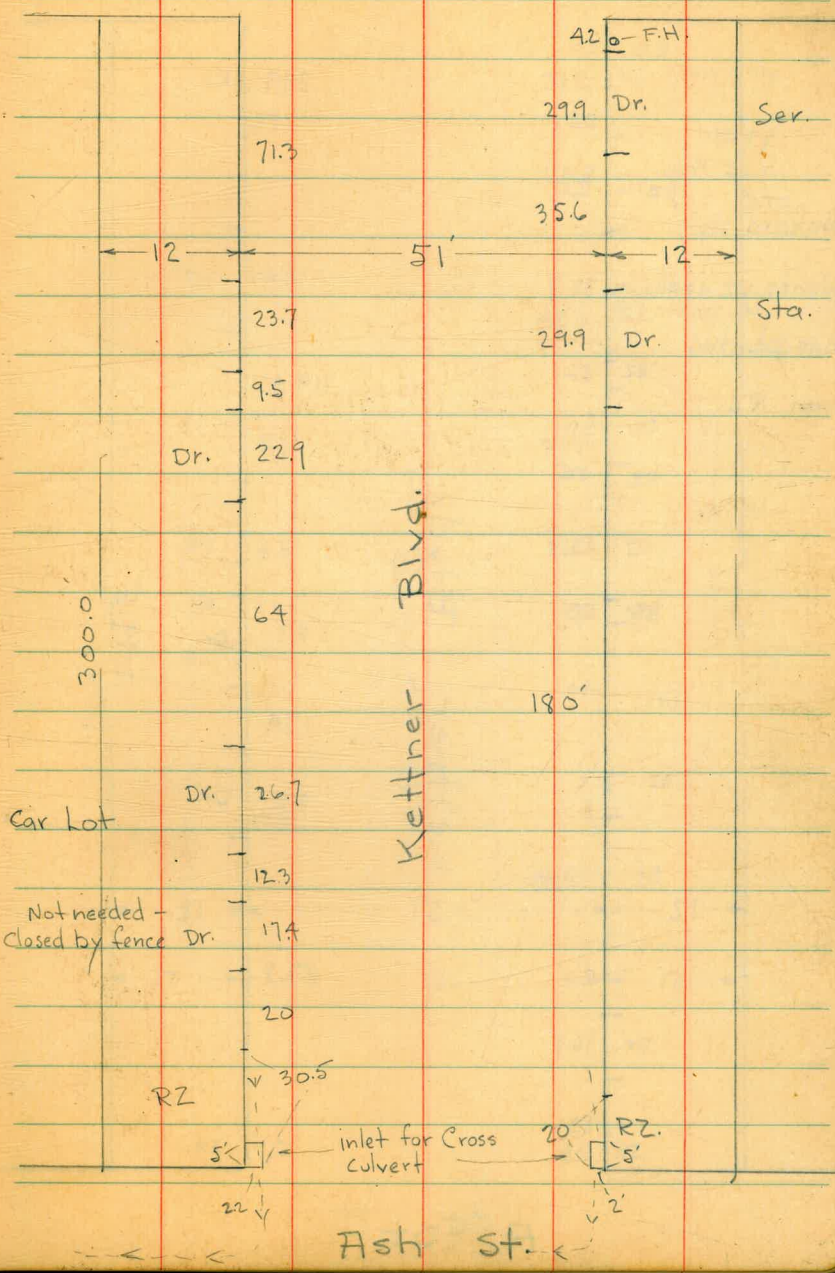 4.2 F.H.
29.9 Dr.
Ser.
71.3
35.6
12 51' 12
Sta.
23.7
29.9 Dr.
9.5
Dr. 22.9
Kettner Blvd.
300.0'
64
180'
Dr. 26.7
Car Lot
12.3
Not needed -
Closed by fence Dr. 17.4
20
30.5
RZ
20 RZ.
5' inlet for Cross 5'
Culvert
22 2'
Ash St.